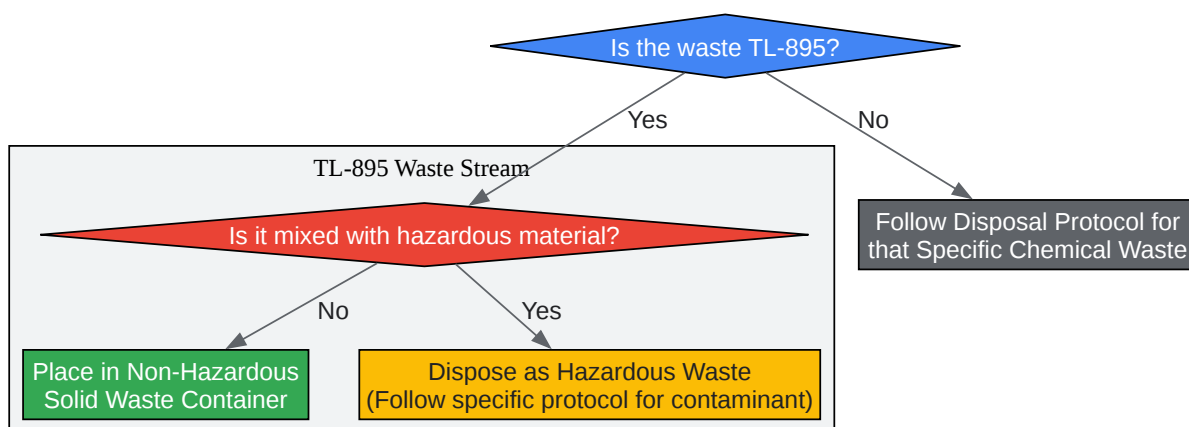 Is the waste TL-895?
Yes
No
TL-895 Waste Stream
Is it mixed with hazardous material?
Follow Disposal Protocol for
that Specific Chemical Waste
No
Yes
Place in Non-Hazardous
Solid Waste Container
Dispose as Hazardous Waste
(Follow specific protocol for contaminant)